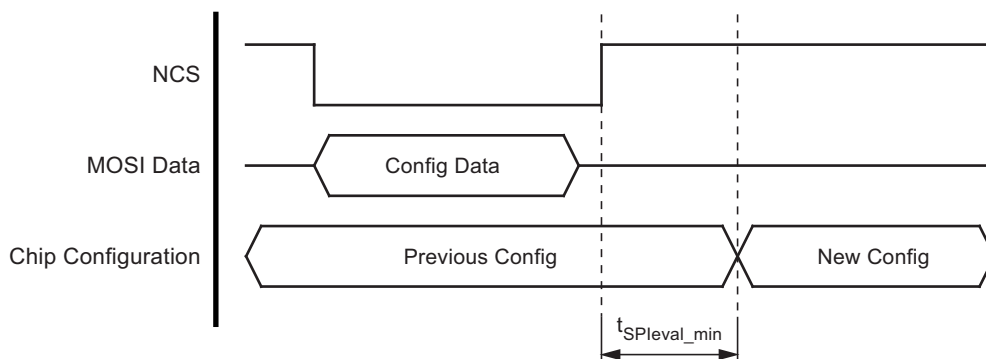 NCS
MOSI Data
Config Data
Chip Configuration
Previous Config
New Config
tSPIeval_min